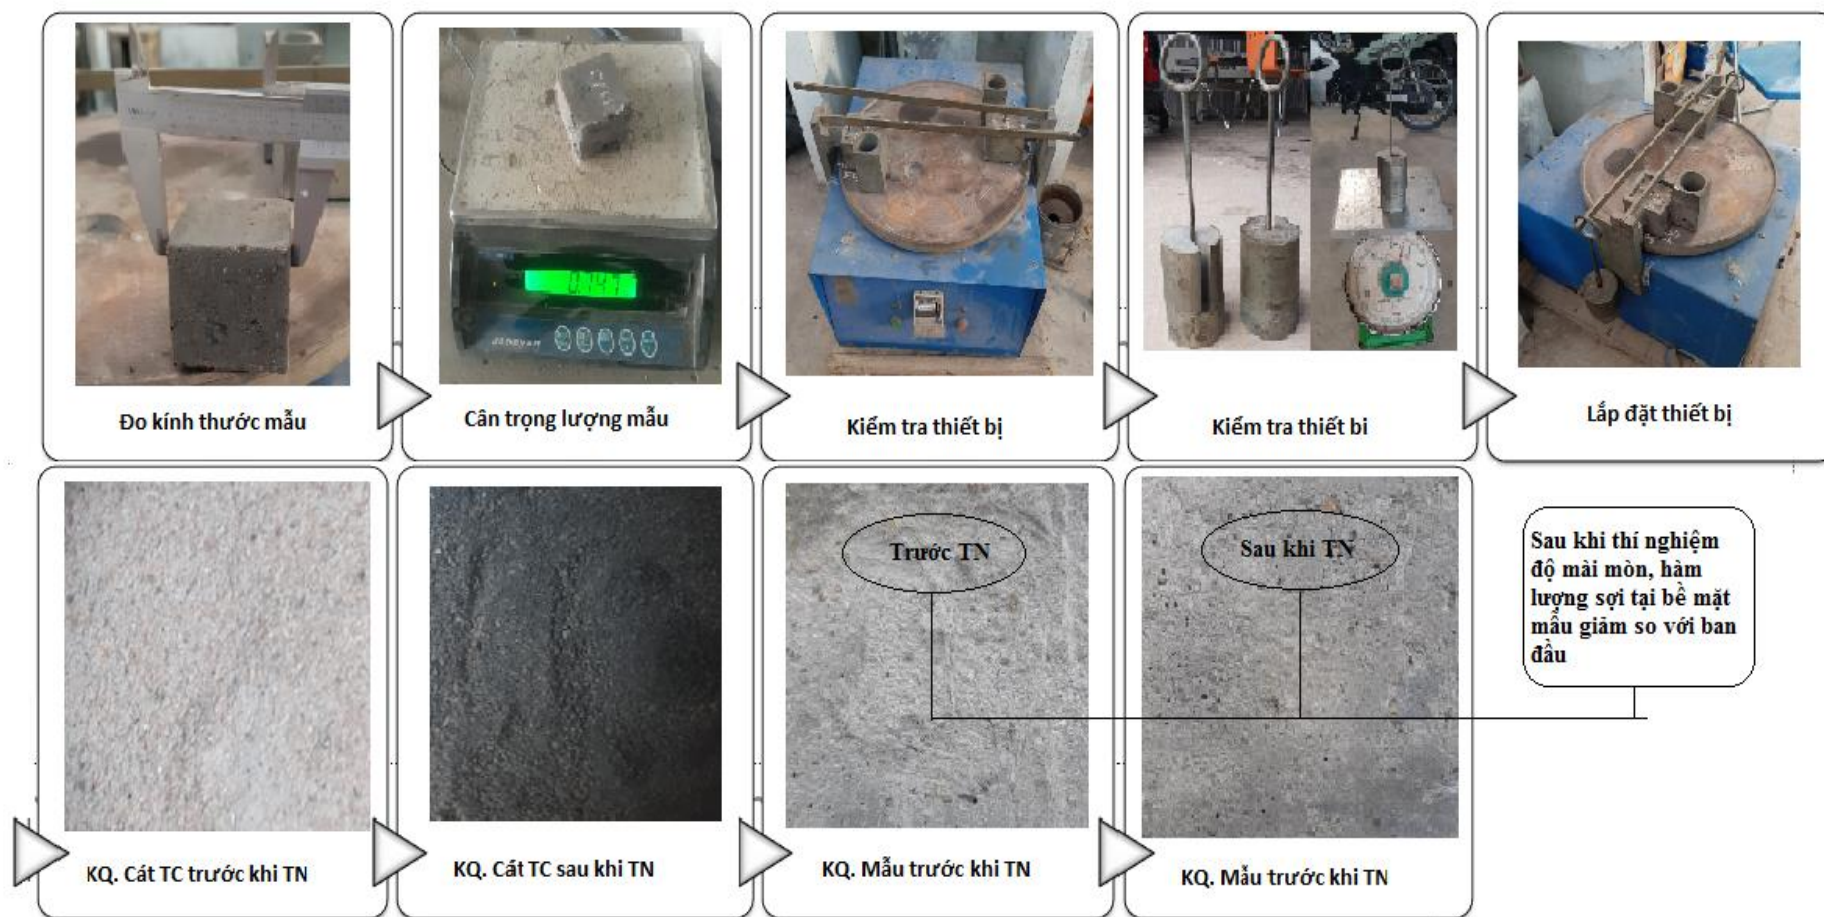 0.747
JADEVER
Đo kính thước mẫu
Cân trọng lượng mẫu
Kiểm tra thiết bị
Kiểm tra thiết bi
Lắp đặt thiết bị
Trước TN
Sau khi TN
Sau khi thí nghiệm
độ mài mòn, hàm
lượng sợi tại bề mặt
mẫu giảm so với ban
đầu
KQ. Cát TC trước khi TN
KQ. Cát TC sau khi TN
KQ. Mẫu trước khi TN
KQ. Mẫu trước khi TN